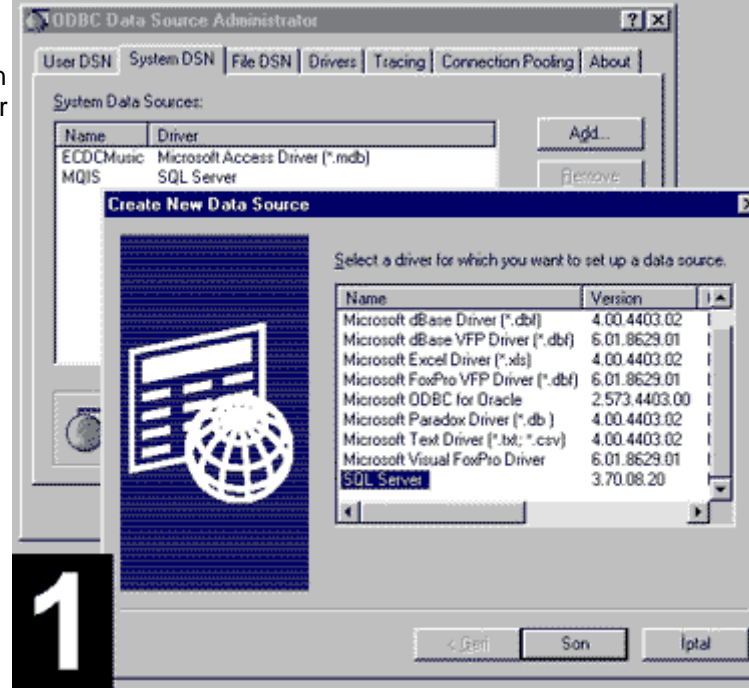 ODBC Data Source Administrator
n
r
User DSN System DSN File DSN Drivers Tracing Connection Pooling About
System Data Sources:
Name Driver
Add...
ECDCMusic Microsoft Access Driver (*.mdb)
MQIS SQL Server
Remove
Create New Data Source
Select a driver for which you want to set up a data source.
Name Version
Microsoft dBase Driver (*.dbf) 4.00.4403.02
Microsoft dBase VFP Driver (*.dbf) 6.01.8629.01
Microsoft Excel Driver (*.xls) 4.00.4403.02
Microsoft FoxPro VFP Driver (*.dbf) 6.01.8629.01
Microsoft ODBC for Oracle 2.573.4403.00
Microsoft Paradox Driver (*.db ) 4.00.4403.02
Microsoft Text Driver (*.txt; *.csv) 4.00.4403.02
Microsoft Visual FoxPro Driver 6.01.8629.01
SQL Server 3.70.08.20
1
< Geri Son İptal